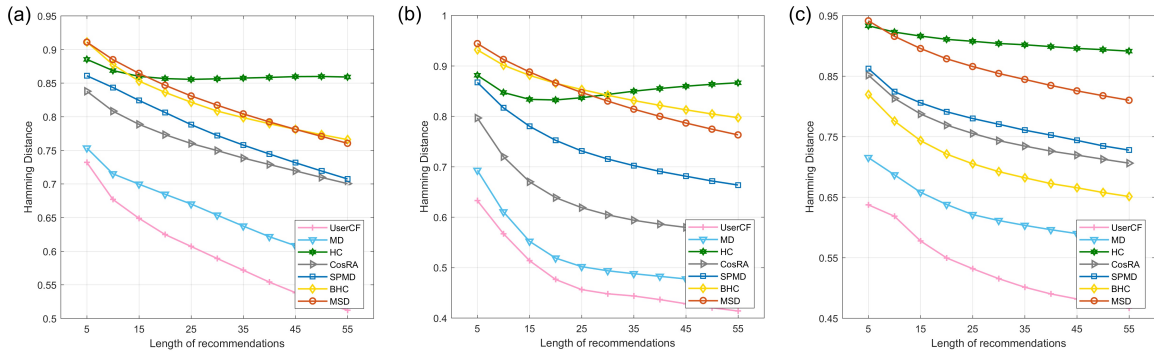 (a)
0.95
0.9
0.85
0.8
0.75
0.7
0.65
0.6
0.55
0.5
Hamming Distance
5 15 25 35 45 55
Length of recommendations
UserCF
MD
HC
CosRA
SPMD
BHC
MSD
(b)
1
0.9
0.8
0.7
0.6
0.5
0.4
Hamming Distance
5 15 25 35 45 55
Length of recommendations
UserCF
MD
HC
CosRA
SPMD
BHC
MSD
(c)
0.95
0.85
0.75
0.65
0.55
0.45
Hamming Distance
5 15 25 35 45 55
Length of recommendations
UserCF
MD
HC
CosRA
SPMD
BHC
MSD